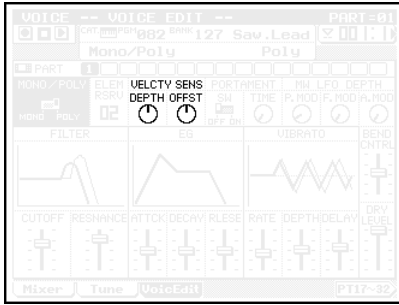 VOICE -- VOICE EDIT -- PART=01
CAT. PGM 082 BANK 127 Saw.Lead
Mono/Poly Poly
PART 1
MONO/POLY ELEM RSRV VELCTY SENS PORTAMENT MW LFO DEPTH
DEPTH OFFST SW TIME P.MOD F.MOD A.MOD
MONO POLY 02 OFF ON
FILTER EG VIBRATO BEND CNTRL
DRY LEVEL
CUTOFF RESNANCE ATTCK DECAY RLESE RATE DEPTH DELAY
Mixer Tune VoicEdit PT17~32